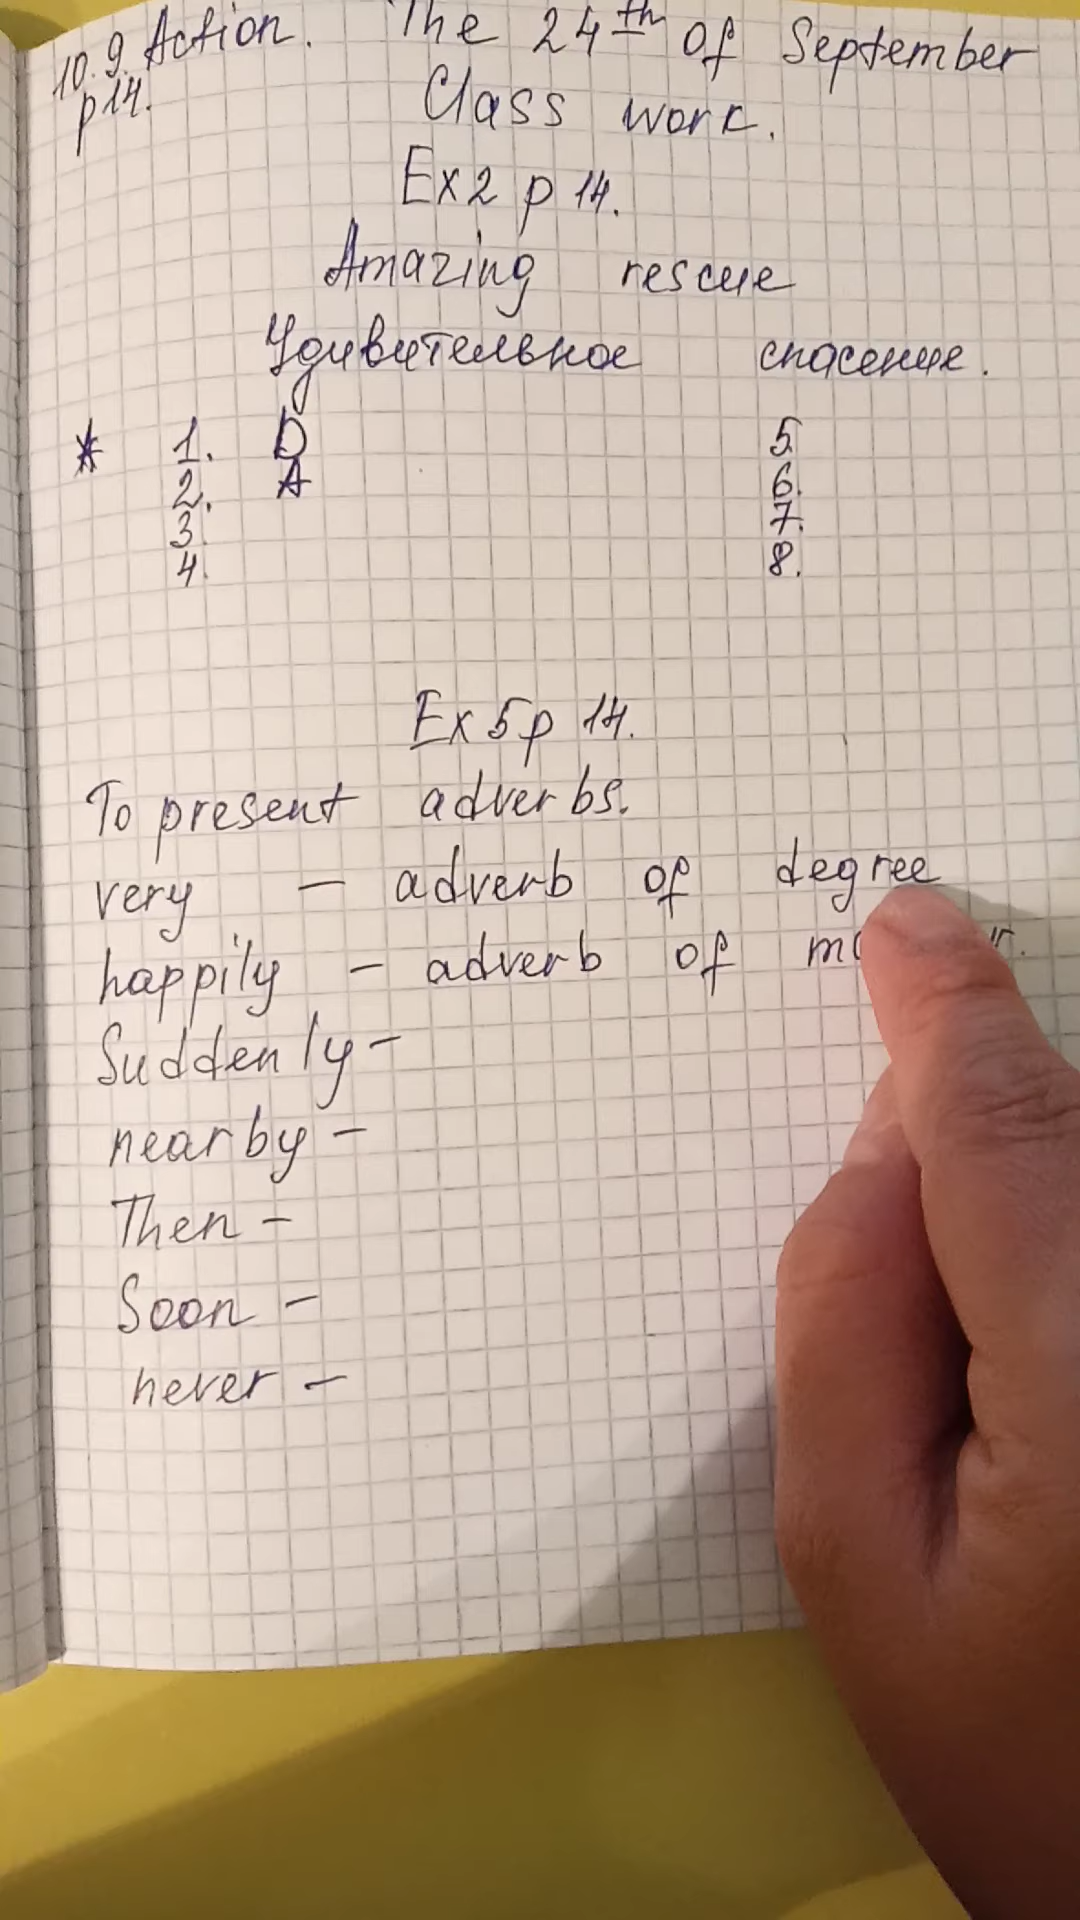 10.9. Action. The 24th of September
p14. Class work.
Ex2 p 14.
Amazing rescue
Удивительное спасение.
* 1. D 5.
2. A 6.
3. 7.
4. 8.
Ex 5 p 14.
To present adverbs.
very – adverb of degree
happily – adverb of
Suddenly –
nearby –
Then –
Soon –
never –